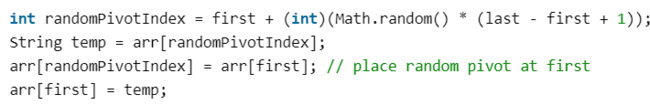 int randomPivotIndex = first + (int)(Math.random() * (last - first + 1));
String temp = arr[randomPivotIndex];
arr[randomPivotIndex] = arr[first]; // place random pivot at first
arr[first] = temp;